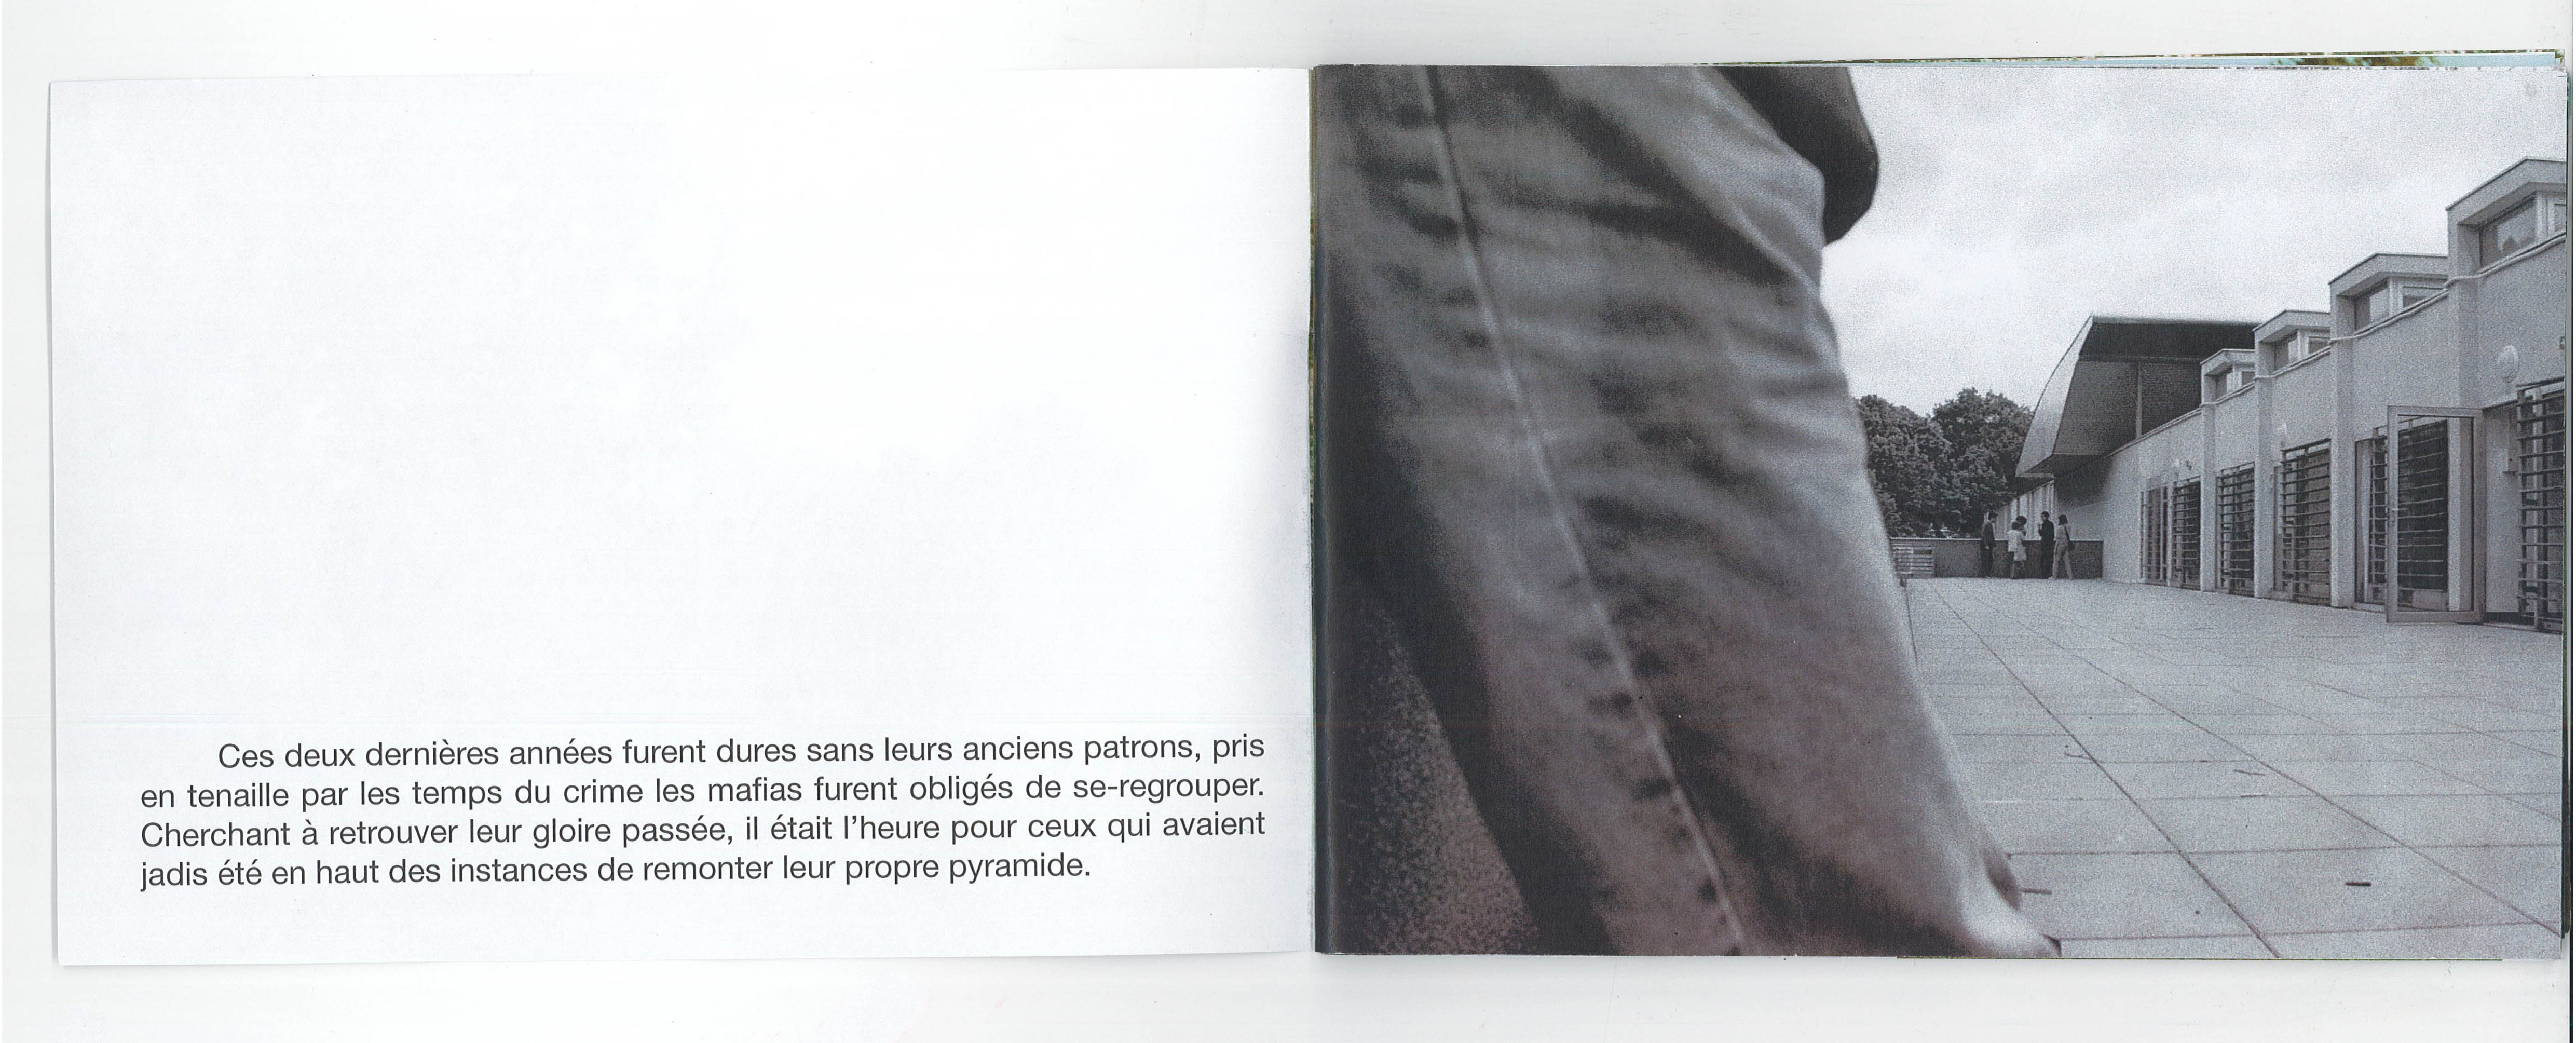 Ces deux dernières années furent dures sans leurs anciens patrons, pris
en tenaille par les temps du crime les mafias furent obligés de se-regrouper.
Cherchant à retrouver leur gloire passée, il était l’heure pour ceux qui avaient
jadis été en haut des instances de remonter leur propre pyramide.